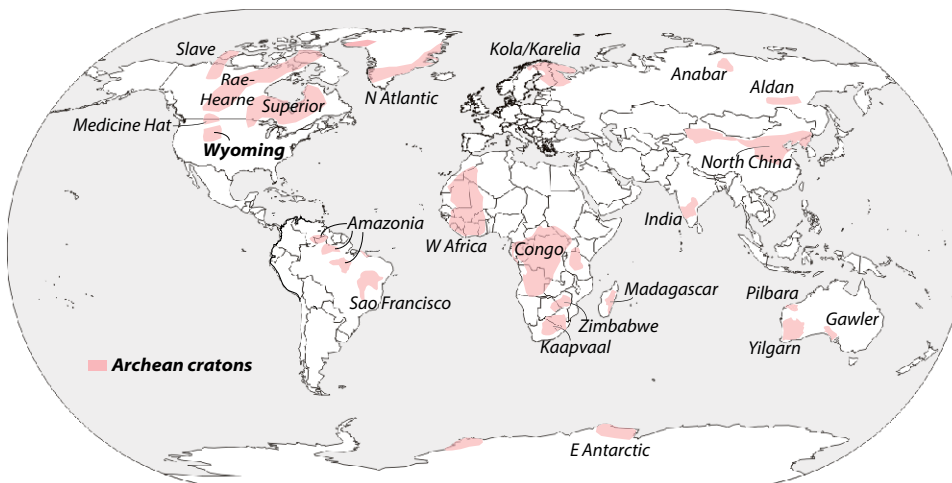 Slave
Kola/Karelia
Anabar
Rae-
Hearne
Superior
N Atlantic
Aldan
Medicine Hat
Wyoming
North China
Amazonia
India
W Africa
Congo
Sao Francisco
Madagascar
Pilbara
Zimbabwe
Gawler
Kaapvaal
Yilgarn
Archean cratons
E Antarctic